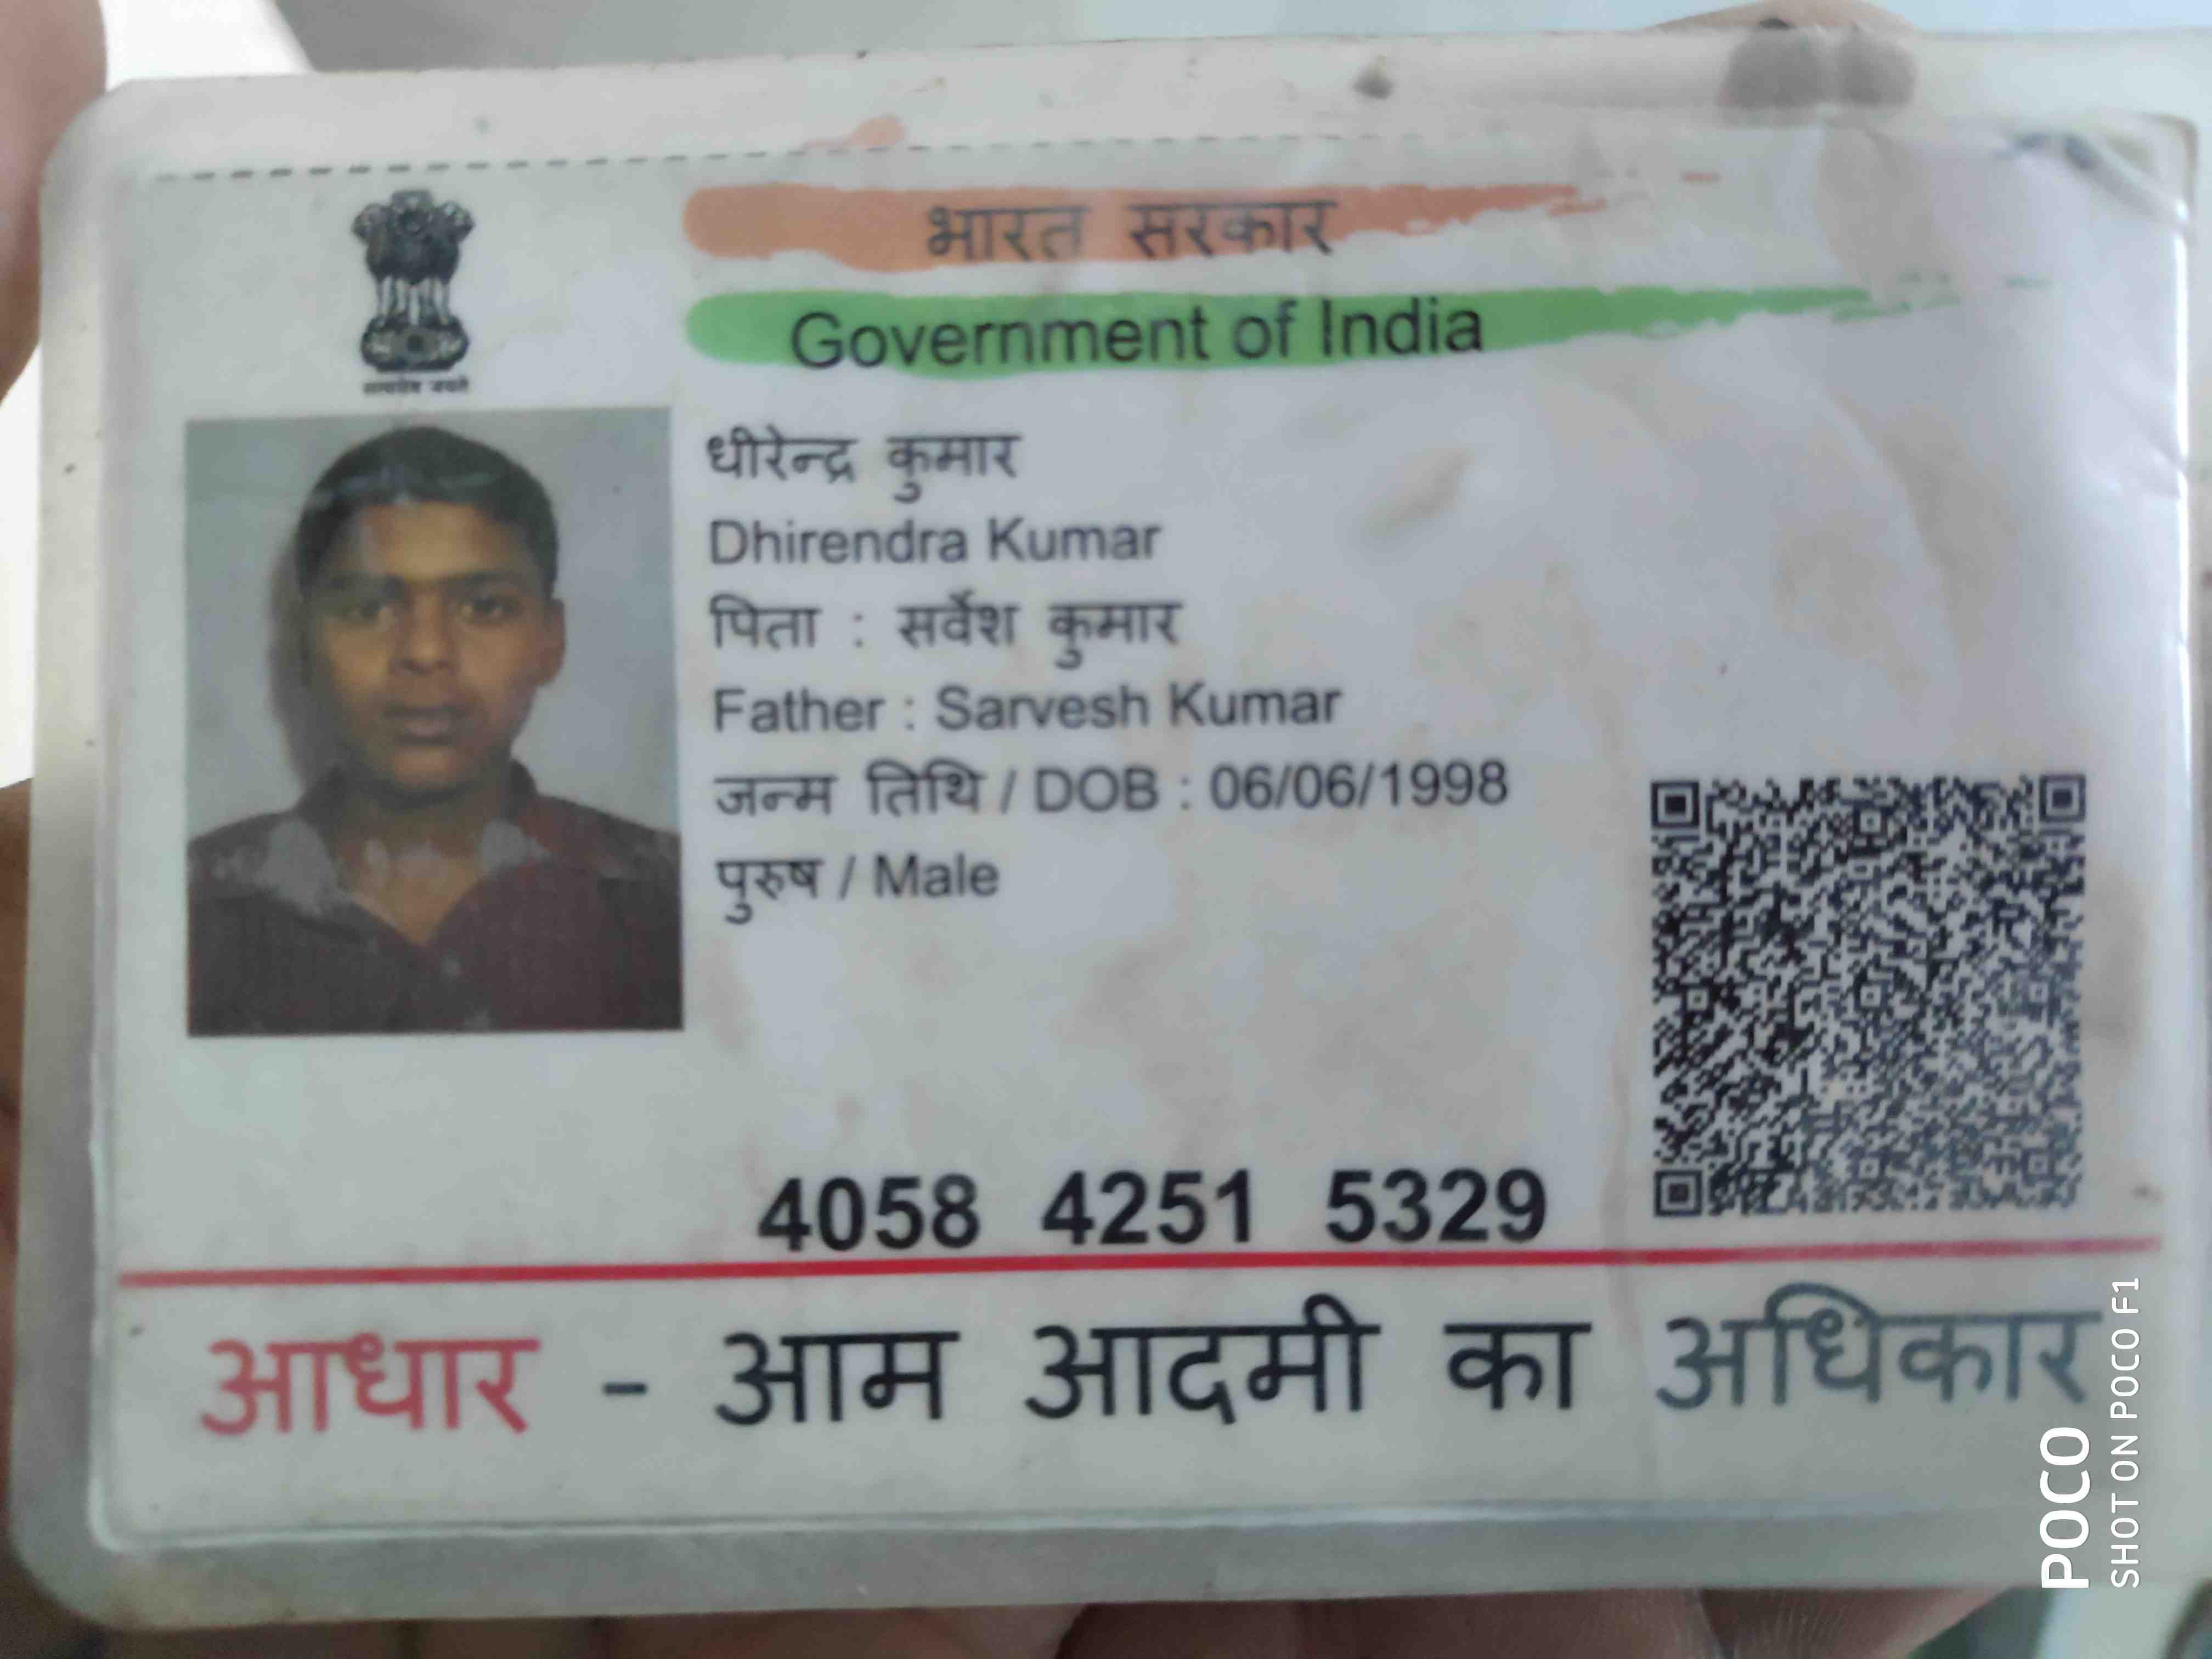 सत्यमेव जयते
भारत सरकार
Government of India
धीरेन्द्र कुमार
Dhirendra Kumar
पिता : सर्वेश कुमार
Father : Sarvesh Kumar
जन्म तिथि / DOB : 06/06/1998
पुरुष / Male
4058 4251 5329
आधार - आम आदमी का अधिकार
POCO
SHOT ON POCO F1